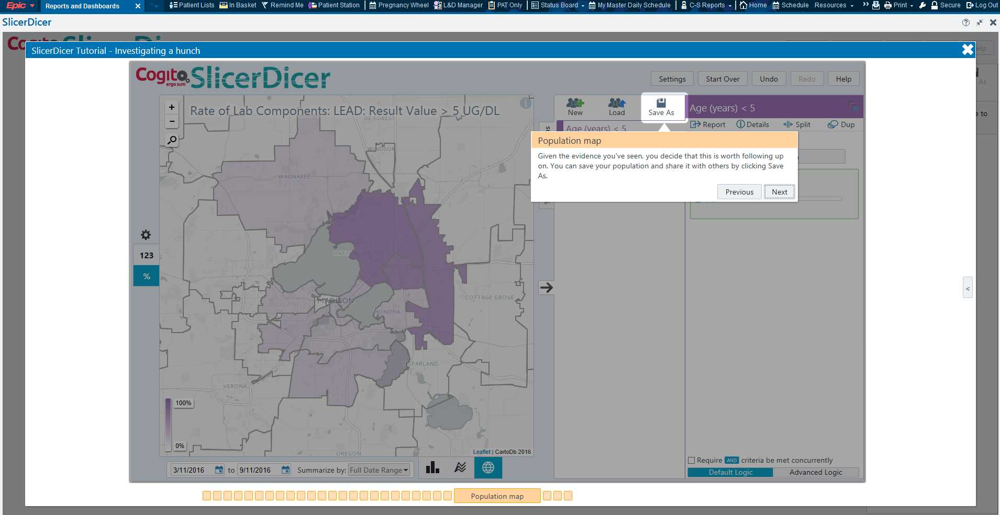 Epic
Reports and Dashboards
Patient Lists
In Basket
Remind Me
Patient Station
Pregnancy Wheel
L&D Manager
PAT Only
Status Board
My Master Daily Schedule
C-S Reports
Home
Schedule
Resources
Print
Secure
Log Out
SlicerDicer
SlicerDicer Tutorial - Investigating a hunch
Cogito
ergo sum
SlicerDicer
Settings
Start Over
Undo
Redo
Help
Rate of Lab Components: LEAD: Result Value > 5 UG/DL
+
−
New
Load
Save As
Age (years) < 5
Age (years) < 5
Report
Details
Split
Dup
Population map
Given the evidence you've seen, you decide that this is worth following up
on. You can save your population and share it with others by clicking Save
As.
Previous
Next
DE FOREST
WINDSOR
WAUNAKEE
MAPLE BLUFF
123
%
MADISON
MONONA
COTTAGE GROVE
MCFARLAND
VERONA
OREGON
100%
0%
Leaflet | CartoDb 2016
<
3/11/2016 to 9/11/2016 Summarize by: Full Date Range
Require AND criteria be met concurrently
Default Logic
Advanced Logic
Population map